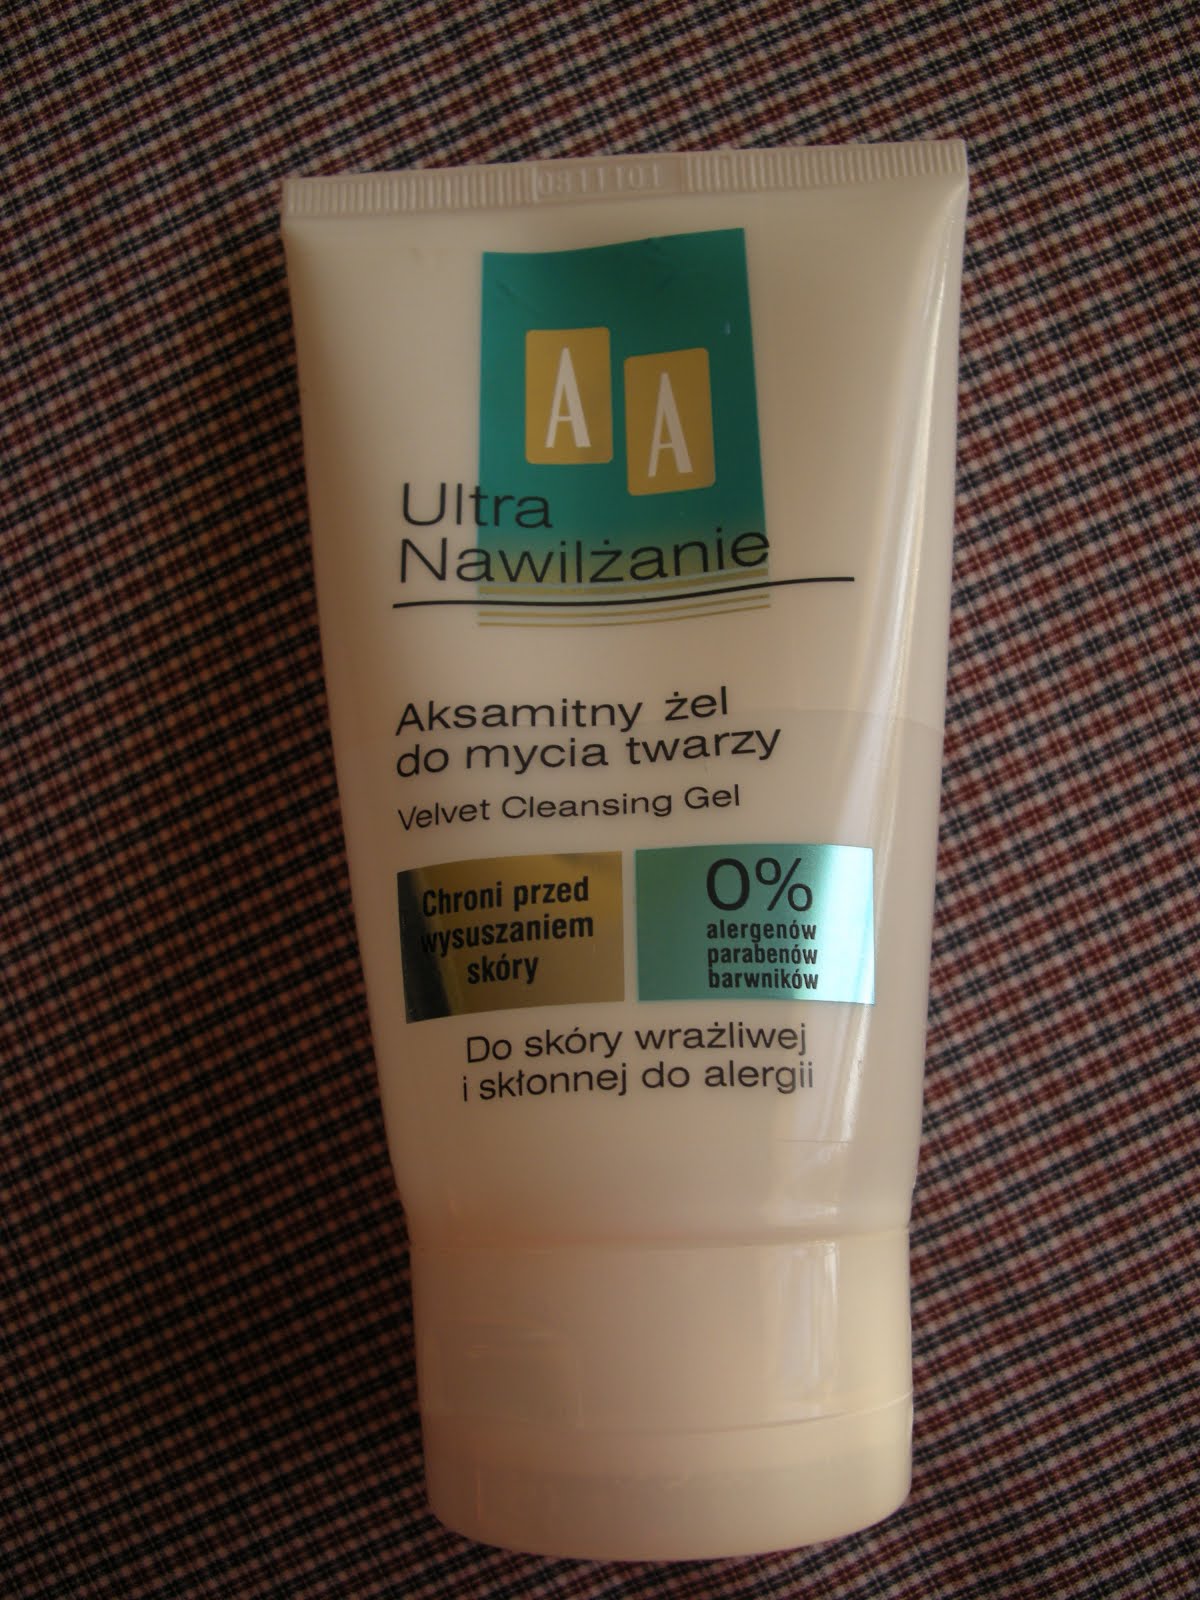 0811101
A A
Ultra
Nawilżanie
Aksamitny żel
do mycia twarzy
Velvet Cleansing Gel
Chroni przed
wysuszaniem
skóry
0%
alergenów
parabenów
barwników
Do skóry wrażliwej
i skłonnej do alergii